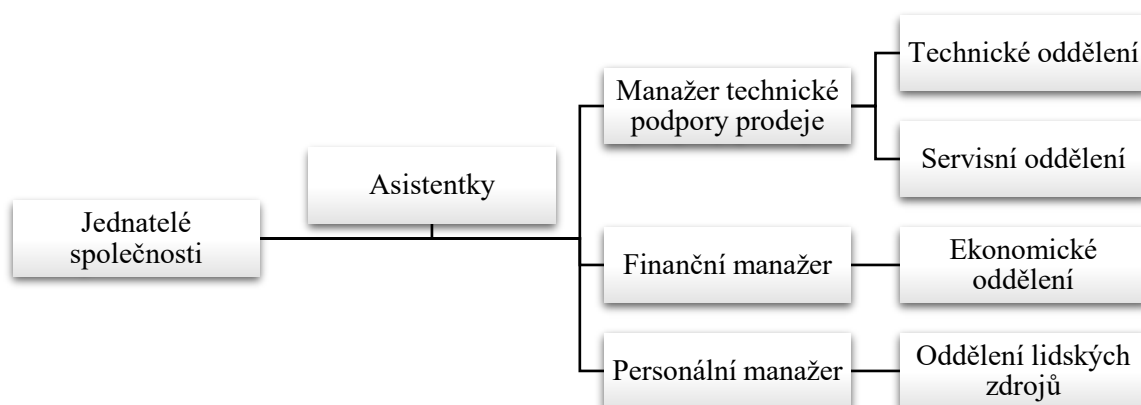 Jednatelé
společnosti
Asistentky
Manažer technické
podpory prodeje
Technické oddělení
Servisní oddělení
Finanční manažer
Ekonomické
oddělení
Personální manažer
Oddělení lidských
zdrojů